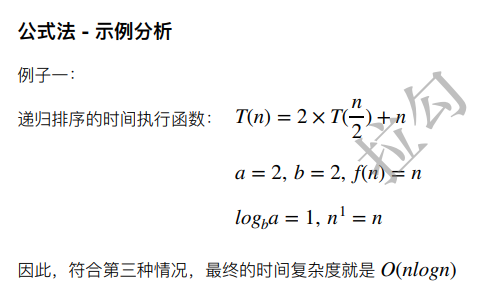 公式法 - 示例分析
例子一：
递归排序的时间执行函数： T(n) = 2 × T(n/2) + n
a = 2, b = 2, f(n) = n
log_b a = 1, n^1 = n
因此，符合第三种情况，最终的时间复杂度就是 O(nlogn)
拉勾